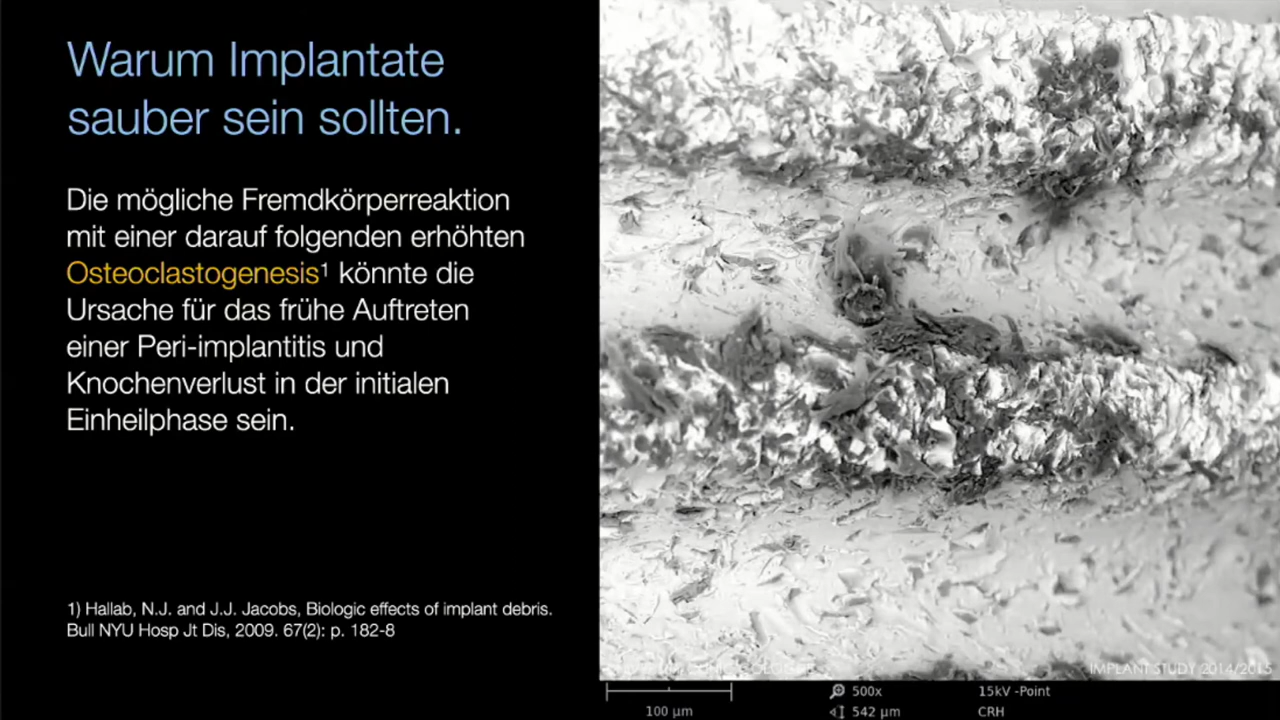 Warum Implantate
sauber sein sollten.
Die mögliche Fremdkörperreaktion
mit einer darauf folgenden erhöhten
Osteoclastogenesis¹ könnte die
Ursache für das frühe Auftreten
einer Peri-implantitis und
Knochenverlust in der initialen
Einheilphase sein.
1) Hallab, N.J. and J.J. Jacobs, Biologic effects of implant debris.
Bull NYU Hosp Jt Dis, 2009. 67(2): p. 182-8
IMPLANT STUDY 2014/2015
500x
15kV -Point
100 µm
542 µm
CRH